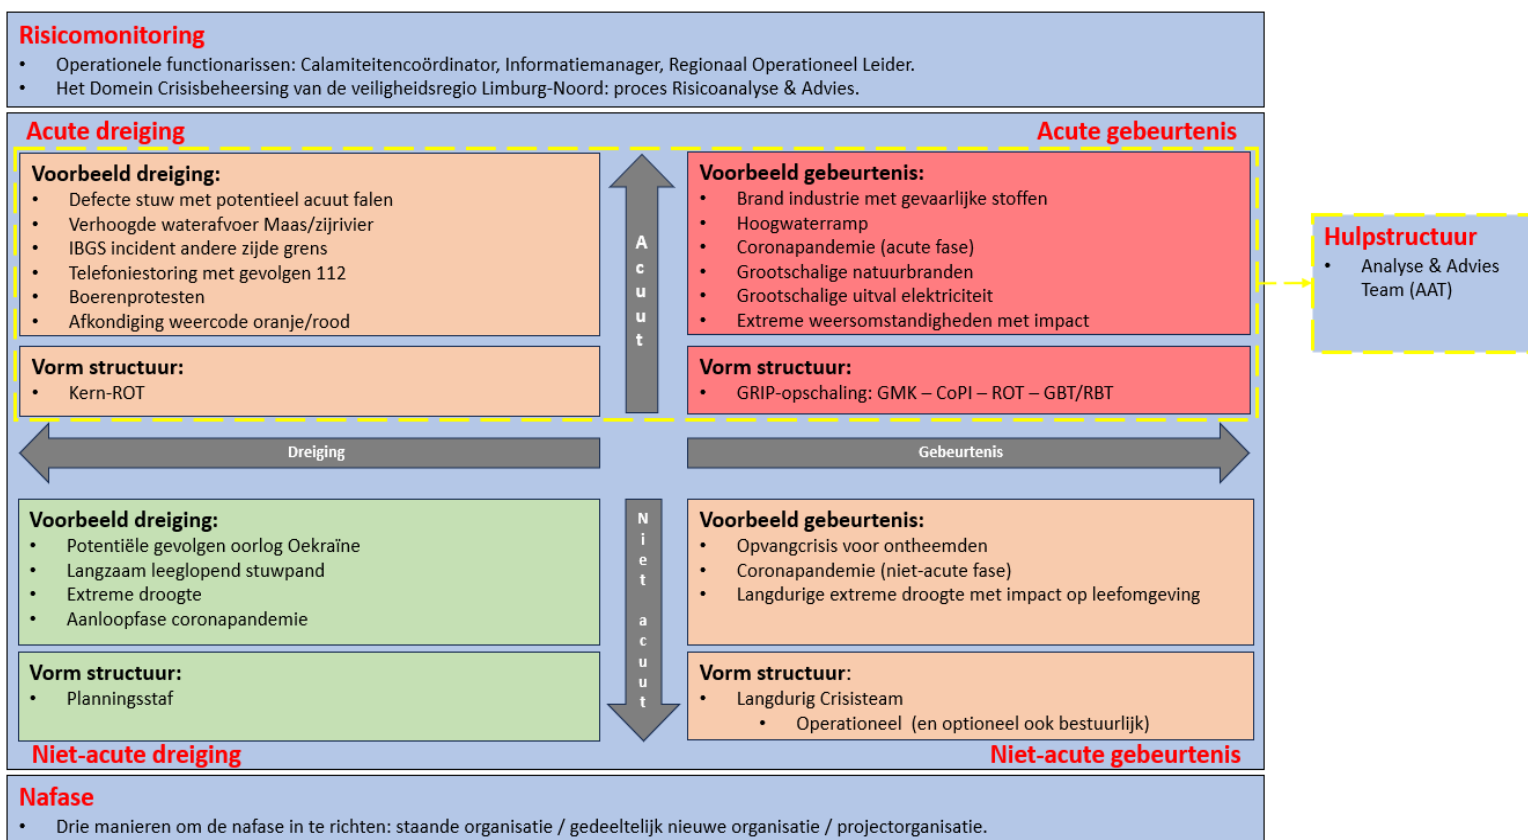 Risicomonitoring
• Operationele functionarissen: Calamiteitencoördinator, Informatiemanager, Regionaal Operationeel Leider.
• Het Domein Crisisbeheersing van de veiligheidsregio Limburg-Noord: proces Risicoanalyse & Advies.
Acute dreiging
Acute gebeurtenis
Voorbeeld dreiging:
• Defecte stuw met potentieel acuut falen
• Verhoogde waterafvoer Maas/zijrivier
• IBGS incident andere zijde grens
• Telefoniestoring met gevolgen 112
• Boerenprotesten
• Afkondiging weercode oranje/rood
Vorm structuur:
• Kern-ROT
Acuut
Voorbeeld gebeurtenis:
• Brand industrie met gevaarlijke stoffen
• Hoogwaterramp
• Coronapandemie (acute fase)
• Grootschalige natuurbranden
• Grootschalige uitval elektriciteit
• Extreme weersomstandigheden met impact
Vorm structuur:
• GRIP-opschaling: GMK – CoPI – ROT – GBT/RBT
Hulpstructuur
• Analyse & Advies
Team (AAT)
Dreiging
Gebeurtenis
Voorbeeld dreiging:
• Potentiële gevolgen oorlog Oekraïne
• Langzaam leeglopend stuwpand
• Extreme droogte
• Aanloopfase coronapandemie
Vorm structuur:
• Planningsstaf
Niet acuut
Voorbeeld gebeurtenis:
• Opvangcrisis voor ontheemden
• Coronapandemie (niet-acute fase)
• Langdurige extreme droogte met impact op leefomgeving
Vorm structuur:
• Langdurig Crisisteam
• Operationeel (en optioneel ook bestuurlijk)
Niet-acute dreiging
Niet-acute gebeurtenis
Nafase
• Drie manieren om de nafase in te richten: staande organisatie / gedeeltelijk nieuwe organisatie / projectorganisatie.